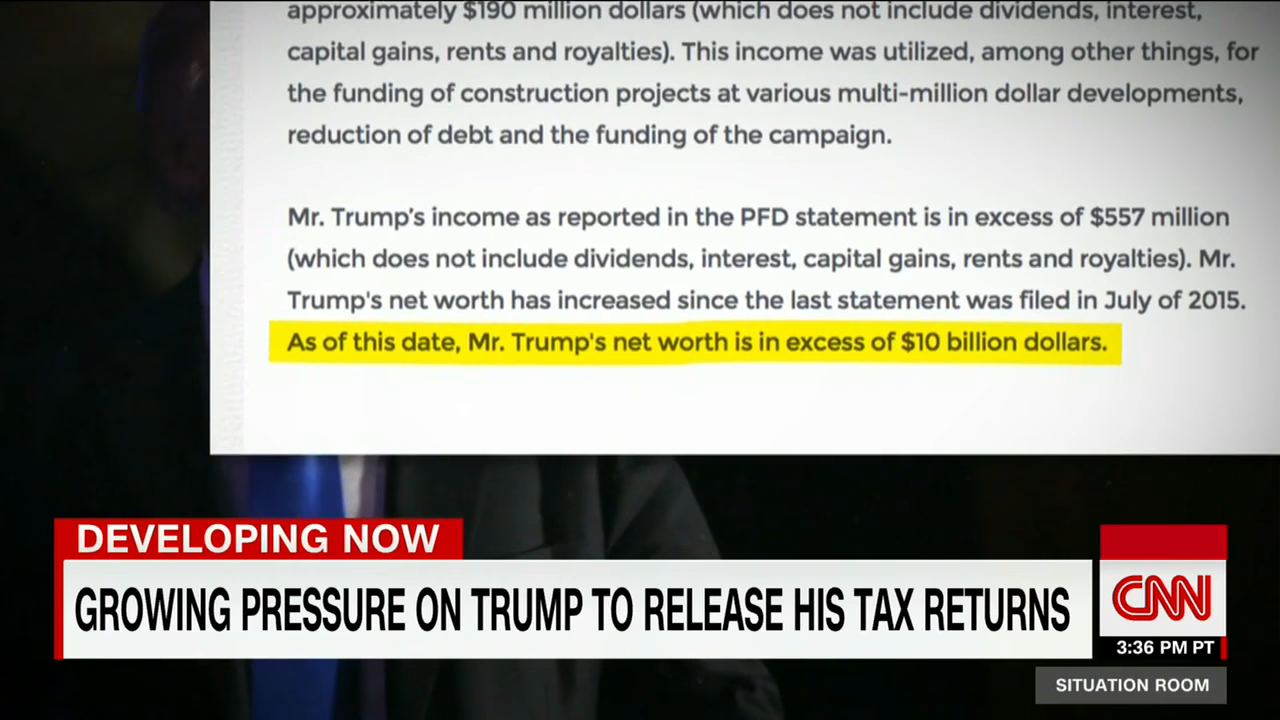 approximately $190 million dollars (which does not include dividends, interest,
capital gains, rents and royalties). This income was utilized, among other things, for
the funding of construction projects at various multi-million dollar developments,
reduction of debt and the funding of the campaign.
Mr. Trump's income as reported in the PFD statement is in excess of $557 million
(which does not include dividends, interest, capital gains, rents and royalties). Mr.
Trump's net worth has increased since the last statement was filed in July of 2015.
As of this date, Mr. Trump's net worth is in excess of $10 billion dollars.
DEVELOPING NOW
GROWING PRESSURE ON TRUMP TO RELEASE HIS TAX RETURNS
CNN
3:36 PM PT
SITUATION ROOM